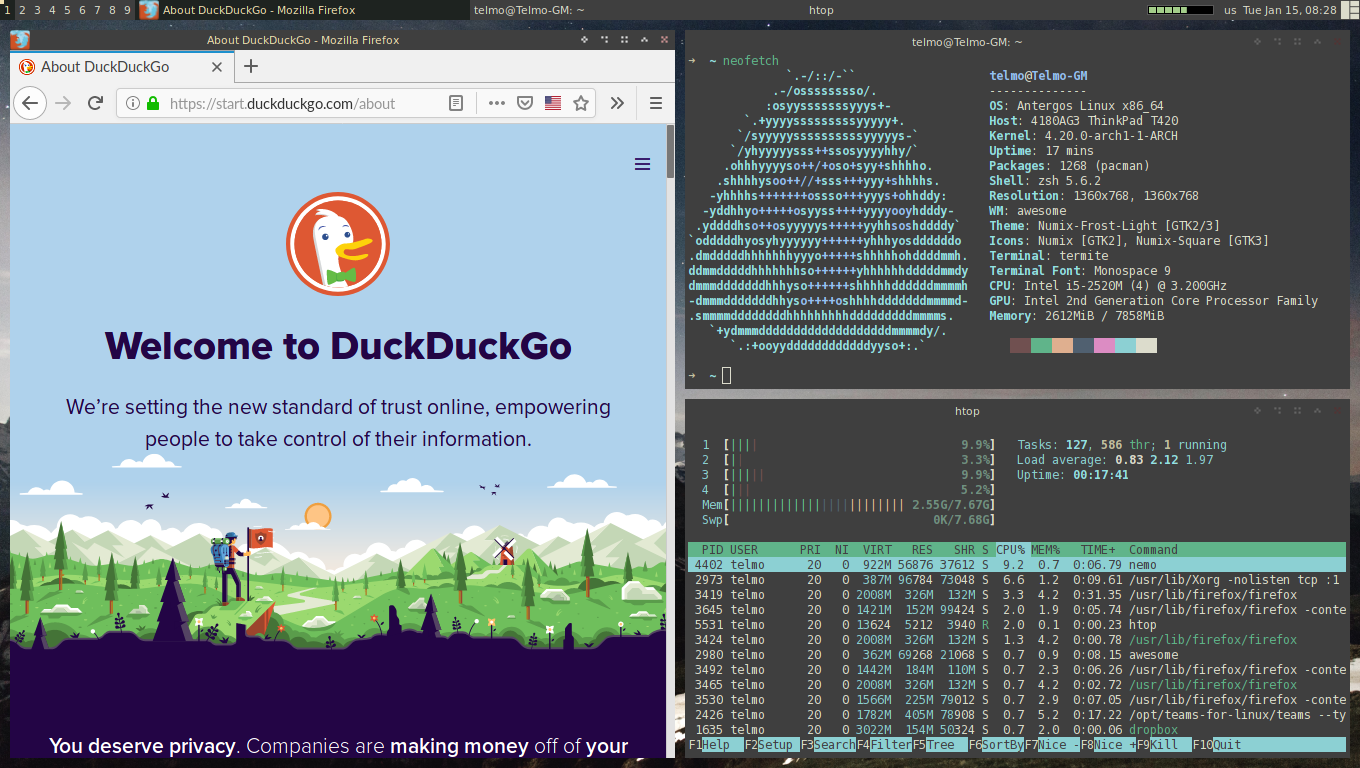 1 2 3 4 5 6 7 8 9 About DuckDuckGo - Mozilla Firefox telmo@Telmo-GM: ~ htop us Tue Jan 15, 08:28
About DuckDuckGo - Mozilla Firefox
About DuckDuckGo
https://start.duckduckgo.com/about
Welcome to DuckDuckGo
We're setting the new standard of trust online, empowering
people to take control of their information.
You deserve privacy. Companies are making money off of your
telmo@Telmo-GM: ~
→ ~ neofetch
telmo@Telmo-GM
--------------
OS: Antergos Linux x86_64
Host: 4180AG3 ThinkPad T420
Kernel: 4.20.0-arch1-1-ARCH
Uptime: 17 mins
Packages: 1268 (pacman)
Shell: zsh 5.6.2
Resolution: 1360x768, 1360x768
WM: awesome
Theme: Numix-Frost-Light [GTK2/3]
Icons: Numix [GTK2], Numix-Square [GTK3]
Terminal: termite
Terminal Font: Monospace 9
CPU: Intel i5-2520M (4) @ 3.200GHz
GPU: Intel 2nd Generation Core Processor Family
Memory: 2612MiB / 7858MiB
→ ~
htop
1 [|||| 9.9%] Tasks: 127, 586 thr; 1 running
2 [|| 3.3%] Load average: 0.83 2.12 1.97
3 [||||| 9.9%] Uptime: 00:17:41
4 [||| 5.2%]
Mem[||||||||||||||||||||||||| 2.55G/7.67G]
Swp[ 0K/7.68G]
PID USER PRI NI VIRT RES SHR S CPU% MEM% TIME+ Command
4402 telmo 20 0 922M 56876 37612 S 9.2 0.7 0:06.79 nemo
2973 telmo 20 0 387M 96784 73048 S 6.6 1.2 0:09.61 /usr/lib/Xorg -nolisten tcp :1
3419 telmo 20 0 2008M 326M 132M S 3.3 4.2 0:31.35 /usr/lib/firefox/firefox
3645 telmo 20 0 1421M 152M 99424 S 2.0 1.9 0:05.74 /usr/lib/firefox/firefox -conte
5531 telmo 20 0 13624 5212 3940 R 2.0 0.1 0:00.23 htop
3424 telmo 20 0 2008M 326M 132M S 1.3 4.2 0:00.78 /usr/lib/firefox/firefox
2980 telmo 20 0 362M 69268 21068 S 0.7 0.9 0:08.15 awesome
3492 telmo 20 0 1442M 184M 110M S 0.7 2.3 0:06.26 /usr/lib/firefox/firefox -conte
3465 telmo 20 0 2008M 326M 132M S 0.7 4.2 0:02.72 /usr/lib/firefox/firefox
3530 telmo 20 0 1566M 225M 79012 S 0.7 2.9 0:07.05 /usr/lib/firefox/firefox -conte
2426 telmo 20 0 1782M 405M 78908 S 0.7 5.2 0:17.22 /opt/teams-for-linux/teams --ty
1635 telmo 20 0 3022M 154M 50324 S 0.7 2.0 0:00.06 dropbox
F1Help F2Setup F3SearchF4FilterF5Tree F6SortByF7Nice -F8Nice +F9Kill F10Quit